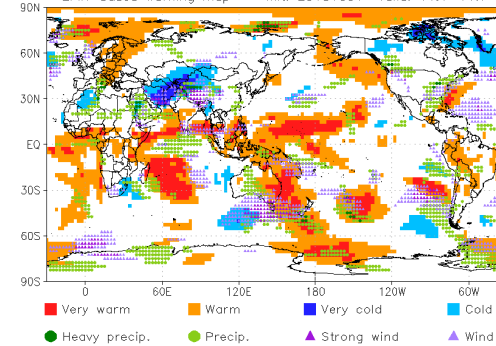 90N
60N
30N
EQ
30S
60S
90S
0 60E 120E 180 120W 60W
Very warm Warm Very cold Cold
Heavy precip. Precip. Strong wind Wind